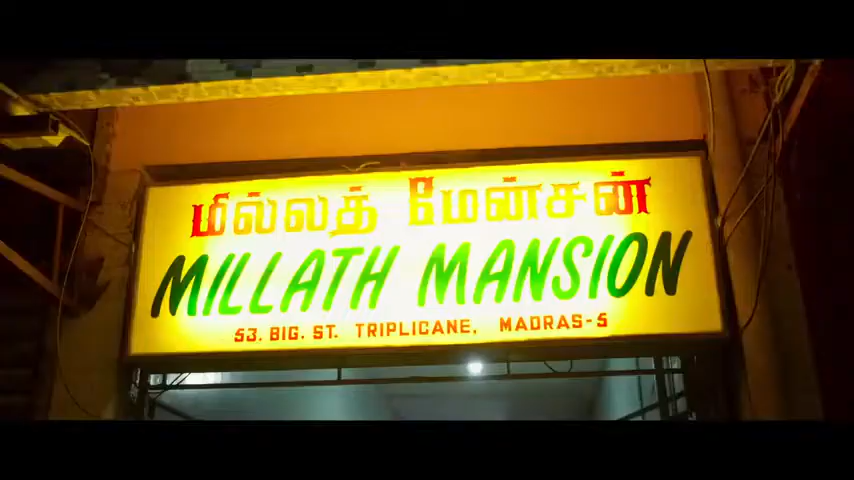 மில்லத் மேன்சன்
MILLATH MANSION
53. BIG. ST. TRIPLICANE, MADRAS-5